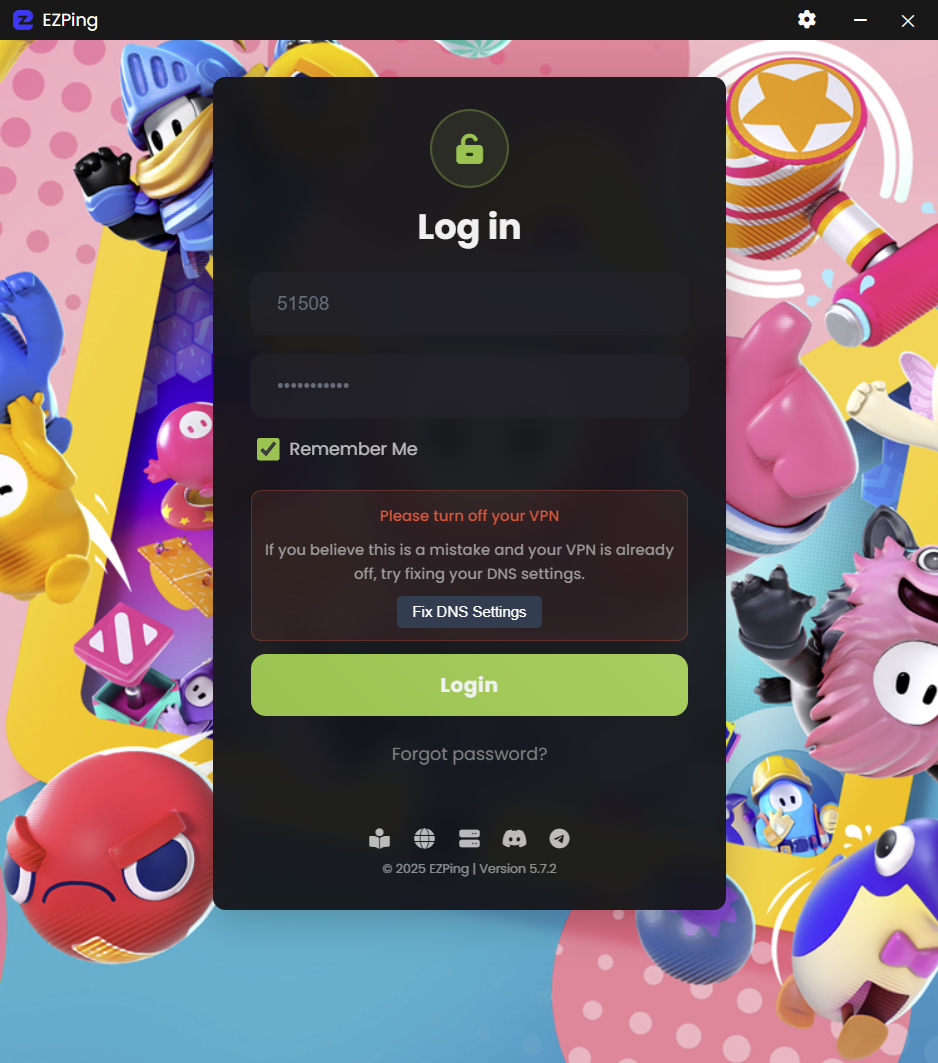 EZPing
Log in
51508
•••••••••••
Remember Me
Please turn off your VPN
If you believe this is a mistake and your VPN is already
off, try fixing your DNS settings.
Fix DNS Settings
Login
Forgot password?
© 2025 EZPing | Version 5.7.2